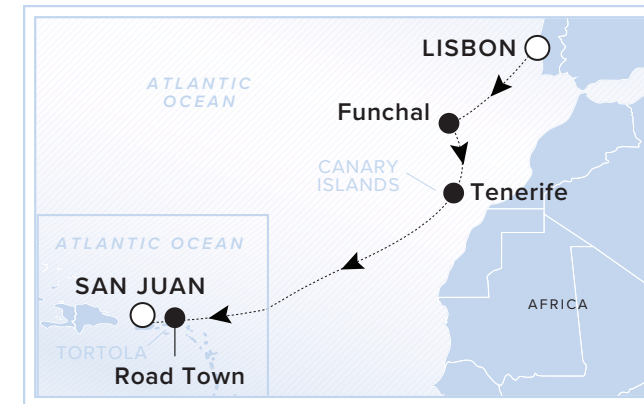 LISBON
ATLANTIC
OCEAN
Funchal
CANARY
ISLANDS
Tenerife
ATLANTIC OCEAN
SAN JUAN
AFRICA
TORTOLA
Road Town